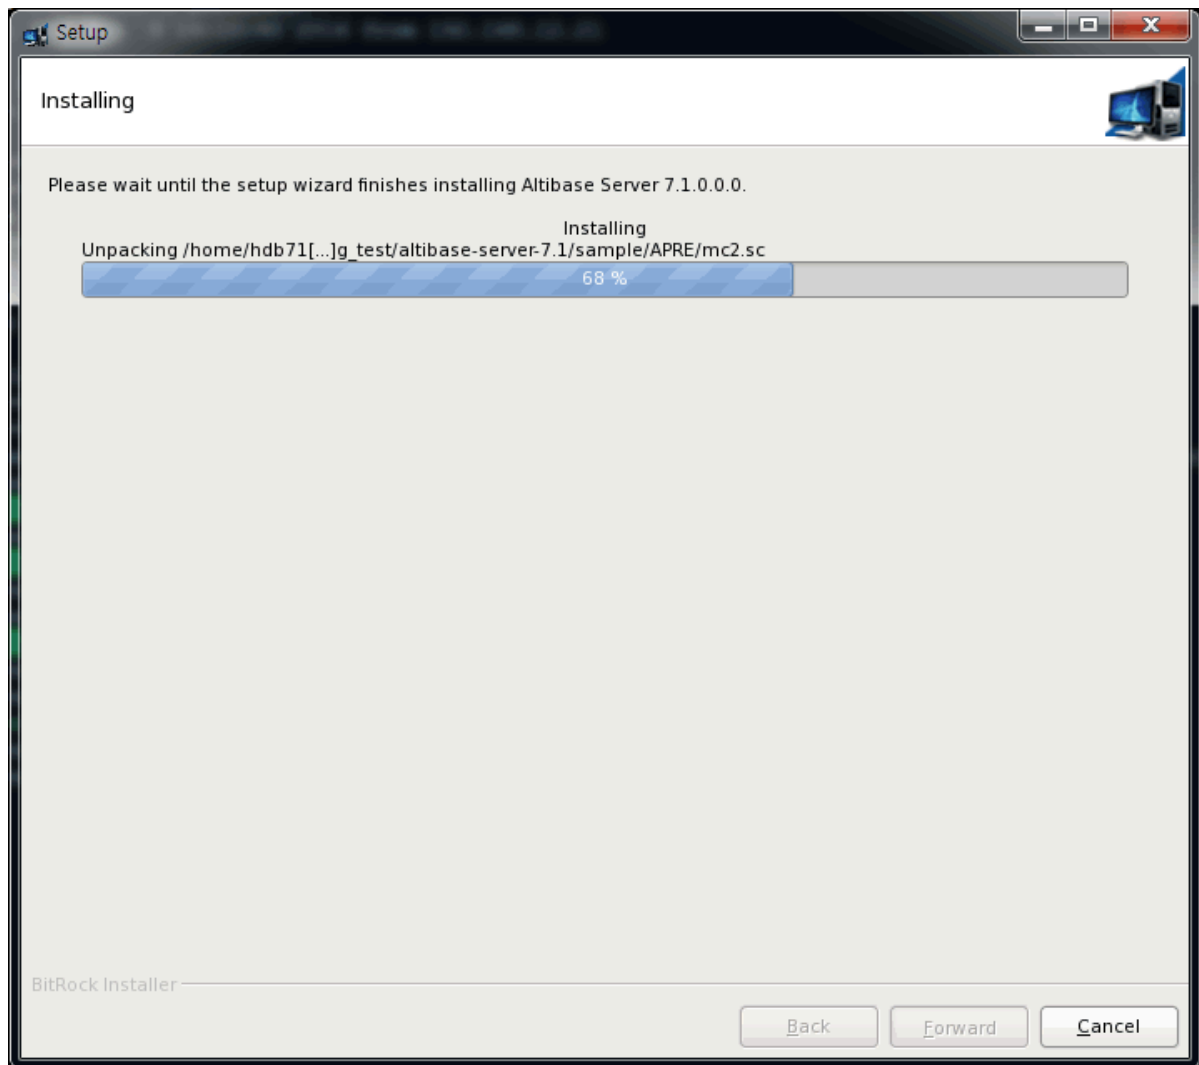 Setup
Installing
Please wait until the setup wizard finishes installing Altibase Server 7.1.0.0.0.
Installing
Unpacking /home/hdb71[...]g_test/altibase-server-7.1/sample/APRE/mc2.sc
68 %
BitRock Installer
Back
Forward
Cancel